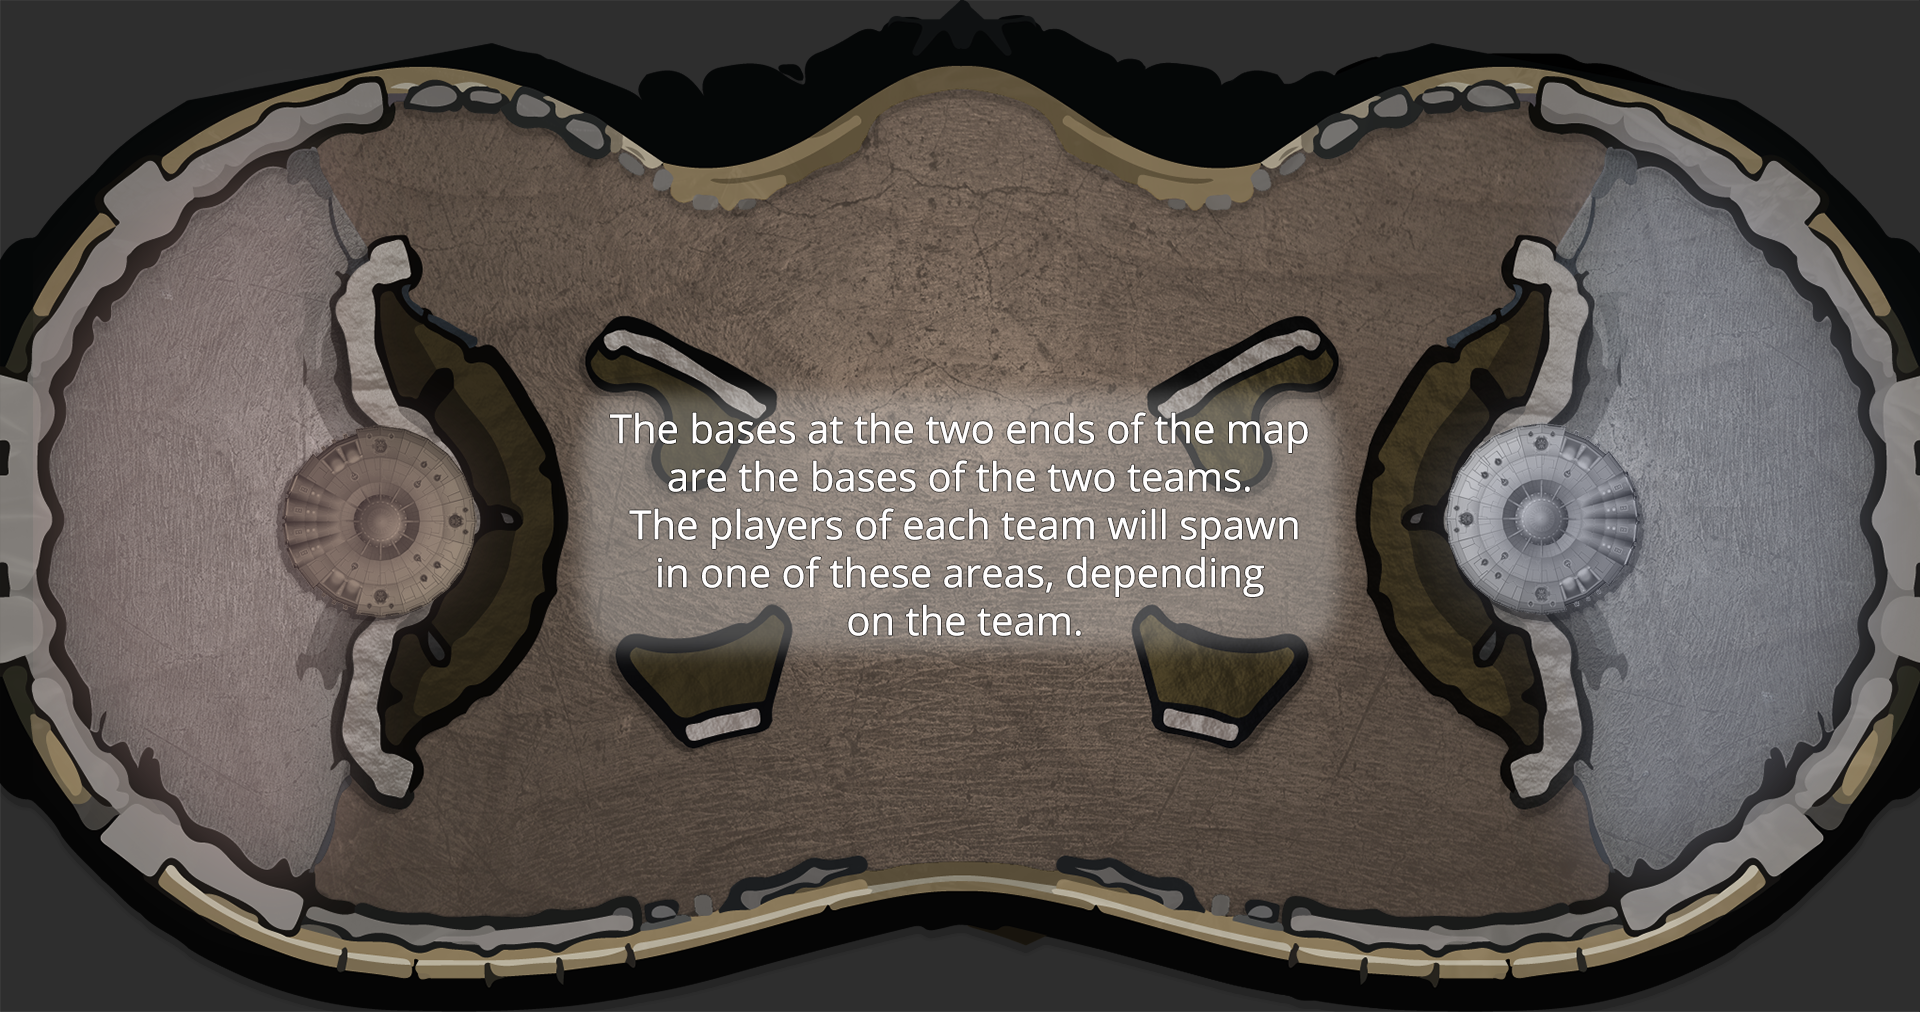 The bases at the two ends of the map
are the bases of the two teams.
The players of each team will spawn
in one of these areas, depending
on the team.